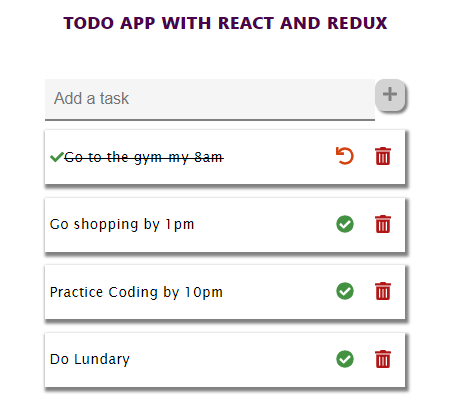 TODO APP WITH REACT AND REDUX
Add a task
Go to the gym my 8am
Go shopping by 1pm
Practice Coding by 10pm
Do Lundary